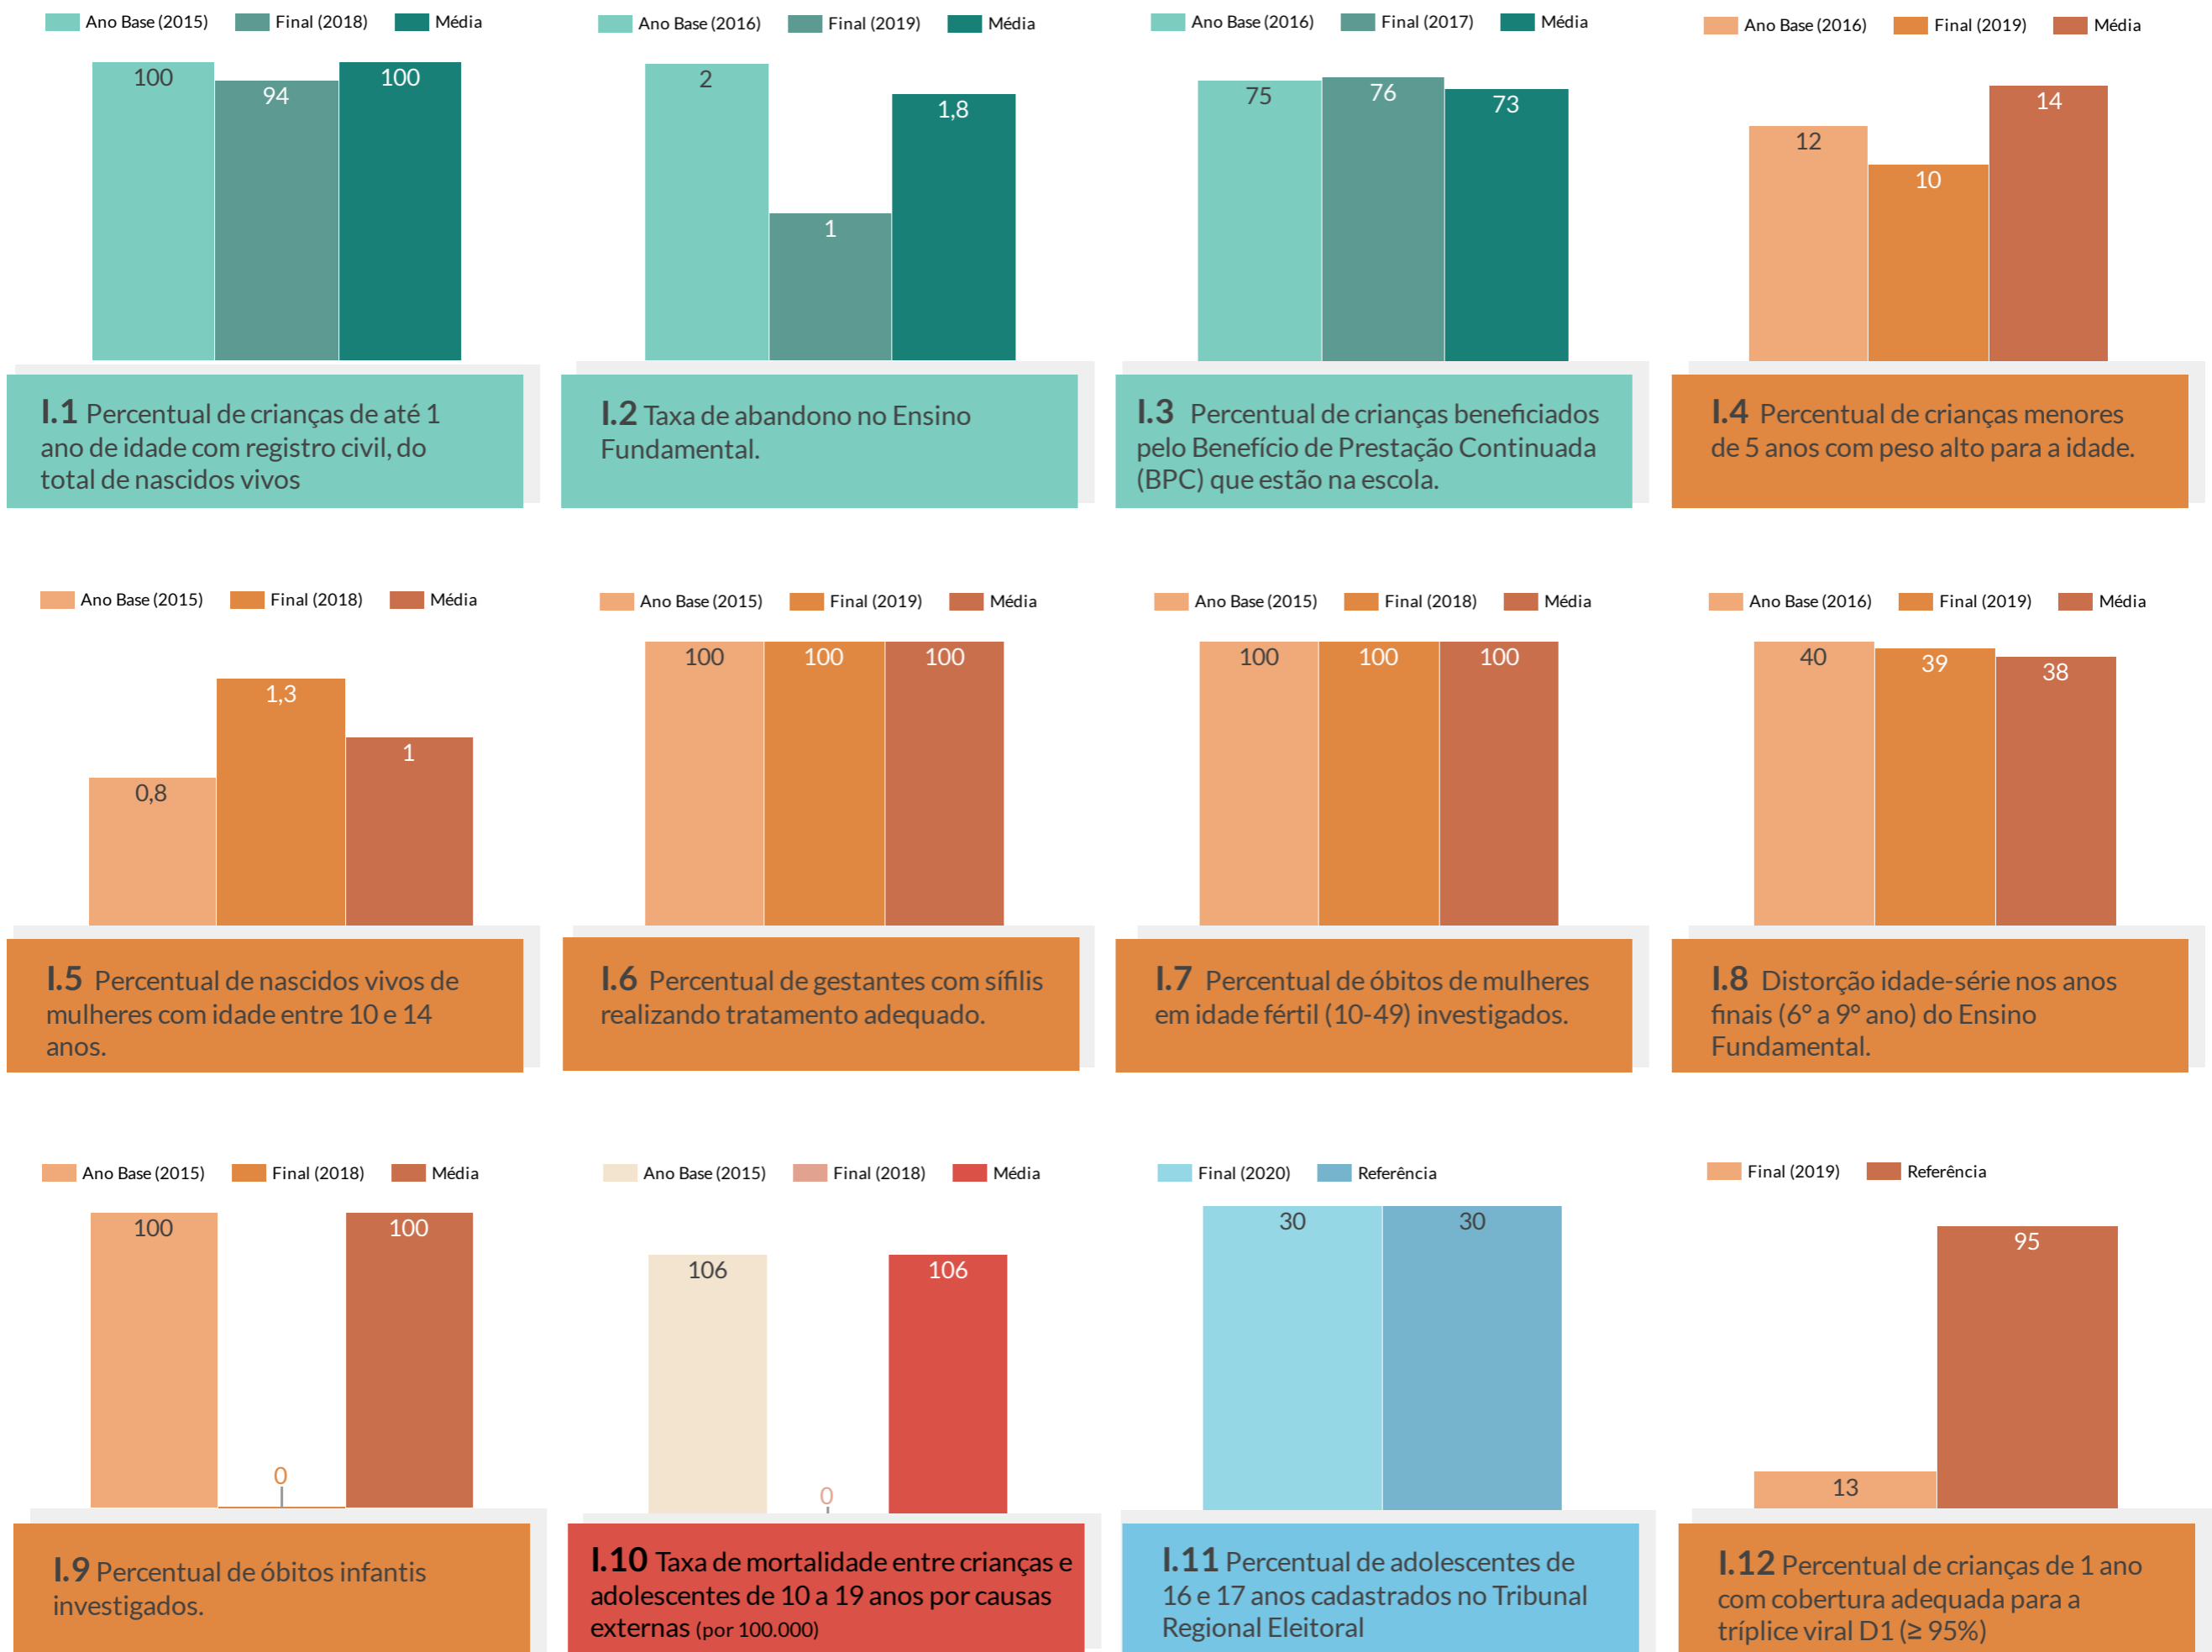 Ano Base (2015) Final (2018) Média
100
94
100
I.1 Percentual de crianças de até 1
ano de idade com registro civil, do
total de nascidos vivos
Ano Base (2016) Final (2019) Média
2
1
1,8
I.2 Taxa de abandono no Ensino
Fundamental.
Ano Base (2016) Final (2017) Média
75
76
73
I.3 Percentual de crianças beneficiados
pelo Benefício de Prestação Continuada
(BPC) que estão na escola.
Ano Base (2016) Final (2019) Média
12
10
14
I.4 Percentual de crianças menores
de 5 anos com peso alto para a idade.
Ano Base (2015) Final (2018) Média
0,8
1,3
1
I.5 Percentual de nascidos vivos de
mulheres com idade entre 10 e 14
anos.
Ano Base (2015) Final (2019) Média
100
100
100
I.6 Percentual de gestantes com sífilis
realizando tratamento adequado.
Ano Base (2015) Final (2018) Média
100
100
100
I.7 Percentual de óbitos de mulheres
em idade fértil (10-49) investigados.
Ano Base (2016) Final (2019) Média
40
39
38
I.8 Distorção idade-série nos anos
finais (6° a 9° ano) do Ensino
Fundamental.
Ano Base (2015) Final (2018) Média
100
0
100
I.9 Percentual de óbitos infantis
investigados.
Ano Base (2015) Final (2018) Média
106
0
106
I.10 Taxa de mortalidade entre crianças e
adolescentes de 10 a 19 anos por causas
externas (por 100.000)
Final (2020) Referência
30
30
I.11 Percentual de adolescentes de
16 e 17 anos cadastrados no Tribunal
Regional Eleitoral
Final (2019) Referência
13
95
I.12 Percentual de crianças de 1 ano
com cobertura adequada para a
tríplice viral D1 (≥ 95%)